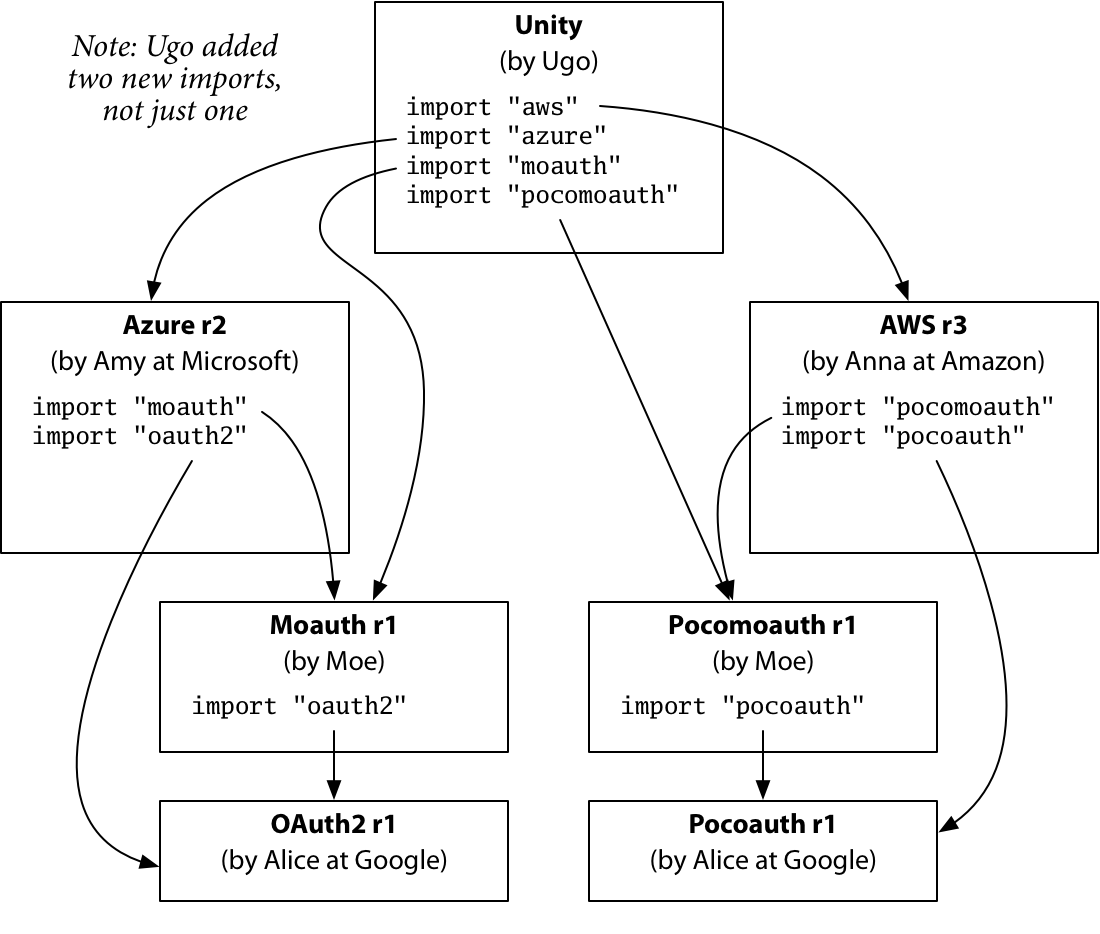 Note: Ugo added
two new imports,
not just one
Unity
(by Ugo)
import "aws"
import "azure"
import "moauth"
import "pocomoauth"
Azure r2
(by Amy at Microsoft)
import "moauth"
import "oauth2"
AWS r3
(by Anna at Amazon)
import "pocomoauth"
import "pocoauth"
Moauth r1
(by Moe)
import "oauth2"
Pocomoauth r1
(by Moe)
import "pocoauth"
OAuth2 r1
(by Alice at Google)
Pocoauth r1
(by Alice at Google)